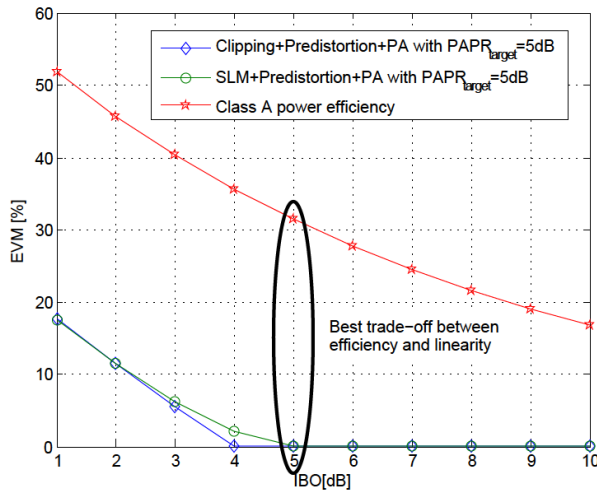 60
50
40
30
20
10
0
EVM [%]
Clipping+Predistortion+PA with PAPRtarget=5dB
SLM+Predistortion+PA with PAPRtarget=5dB
Class A power efficiency
Best trade-off between
efficiency and linearity
1 2 3 4 5 6 7 8 9 10
IBO[dB]